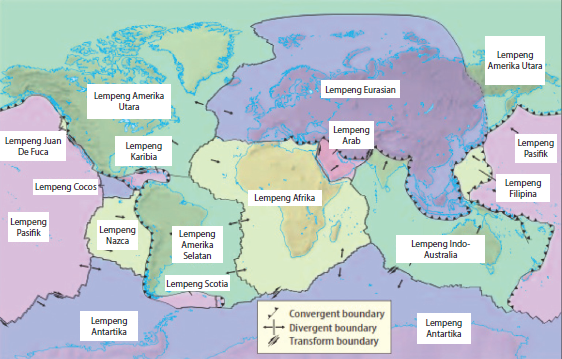 Lempeng
Amerika Utara
Lempeng Amerika
Utara
Lempeng Eurasian
Lempeng
Arab
Lempeng Juan
De Fuca
Lempeng
Karibia
Lempeng
Pasifik
Lempeng Cocos
Lempeng
Filipina
Lempeng Afrika
Lempeng
Pasifik
Lempeng
Nazca
Lempeng
Amerika
Selatan
Lempeng Indo-
Australia
Lempeng Scotia
Lempeng
Antartika
Convergent boundary
Divergent boundary
Transform boundary
Lempeng
Antartika